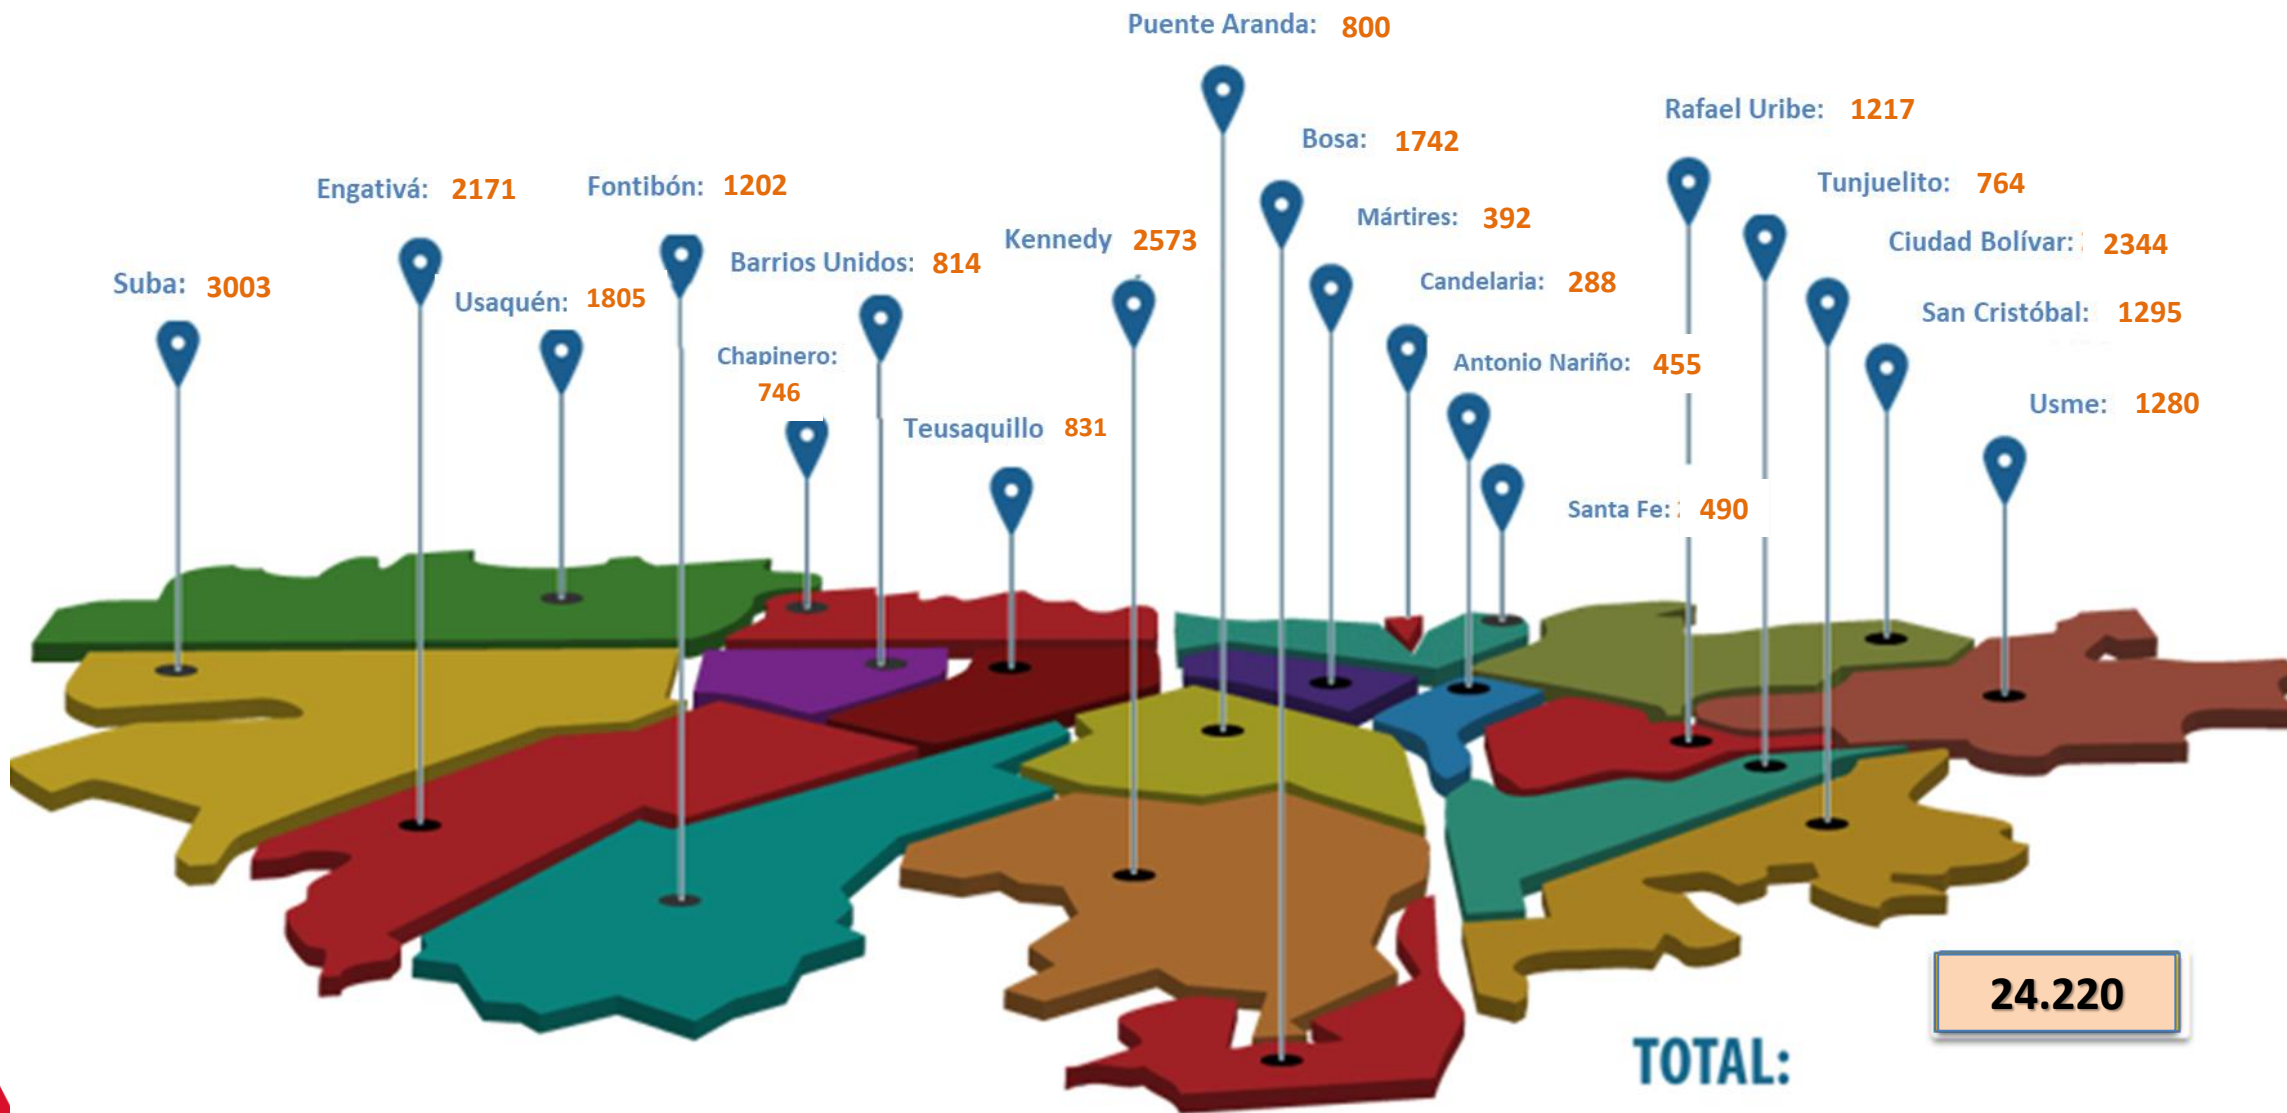 Puente Aranda: 800
Rafael Uribe: 1217
Bosa: 1742
Engativá: 2171
Fontibón: 1202
Tunjuelito: 764
Mártires: 392
Kennedy 2573
Ciudad Bolívar: 2344
Barrios Unidos: 814
Suba: 3003
Usaquén: 1805
Candelaria: 288
San Cristóbal: 1295
Chapinero:
746
Antonio Nariño: 455
Usme: 1280
Teusaquillo 831
Santa Fe: 490
24.220
TOTAL: